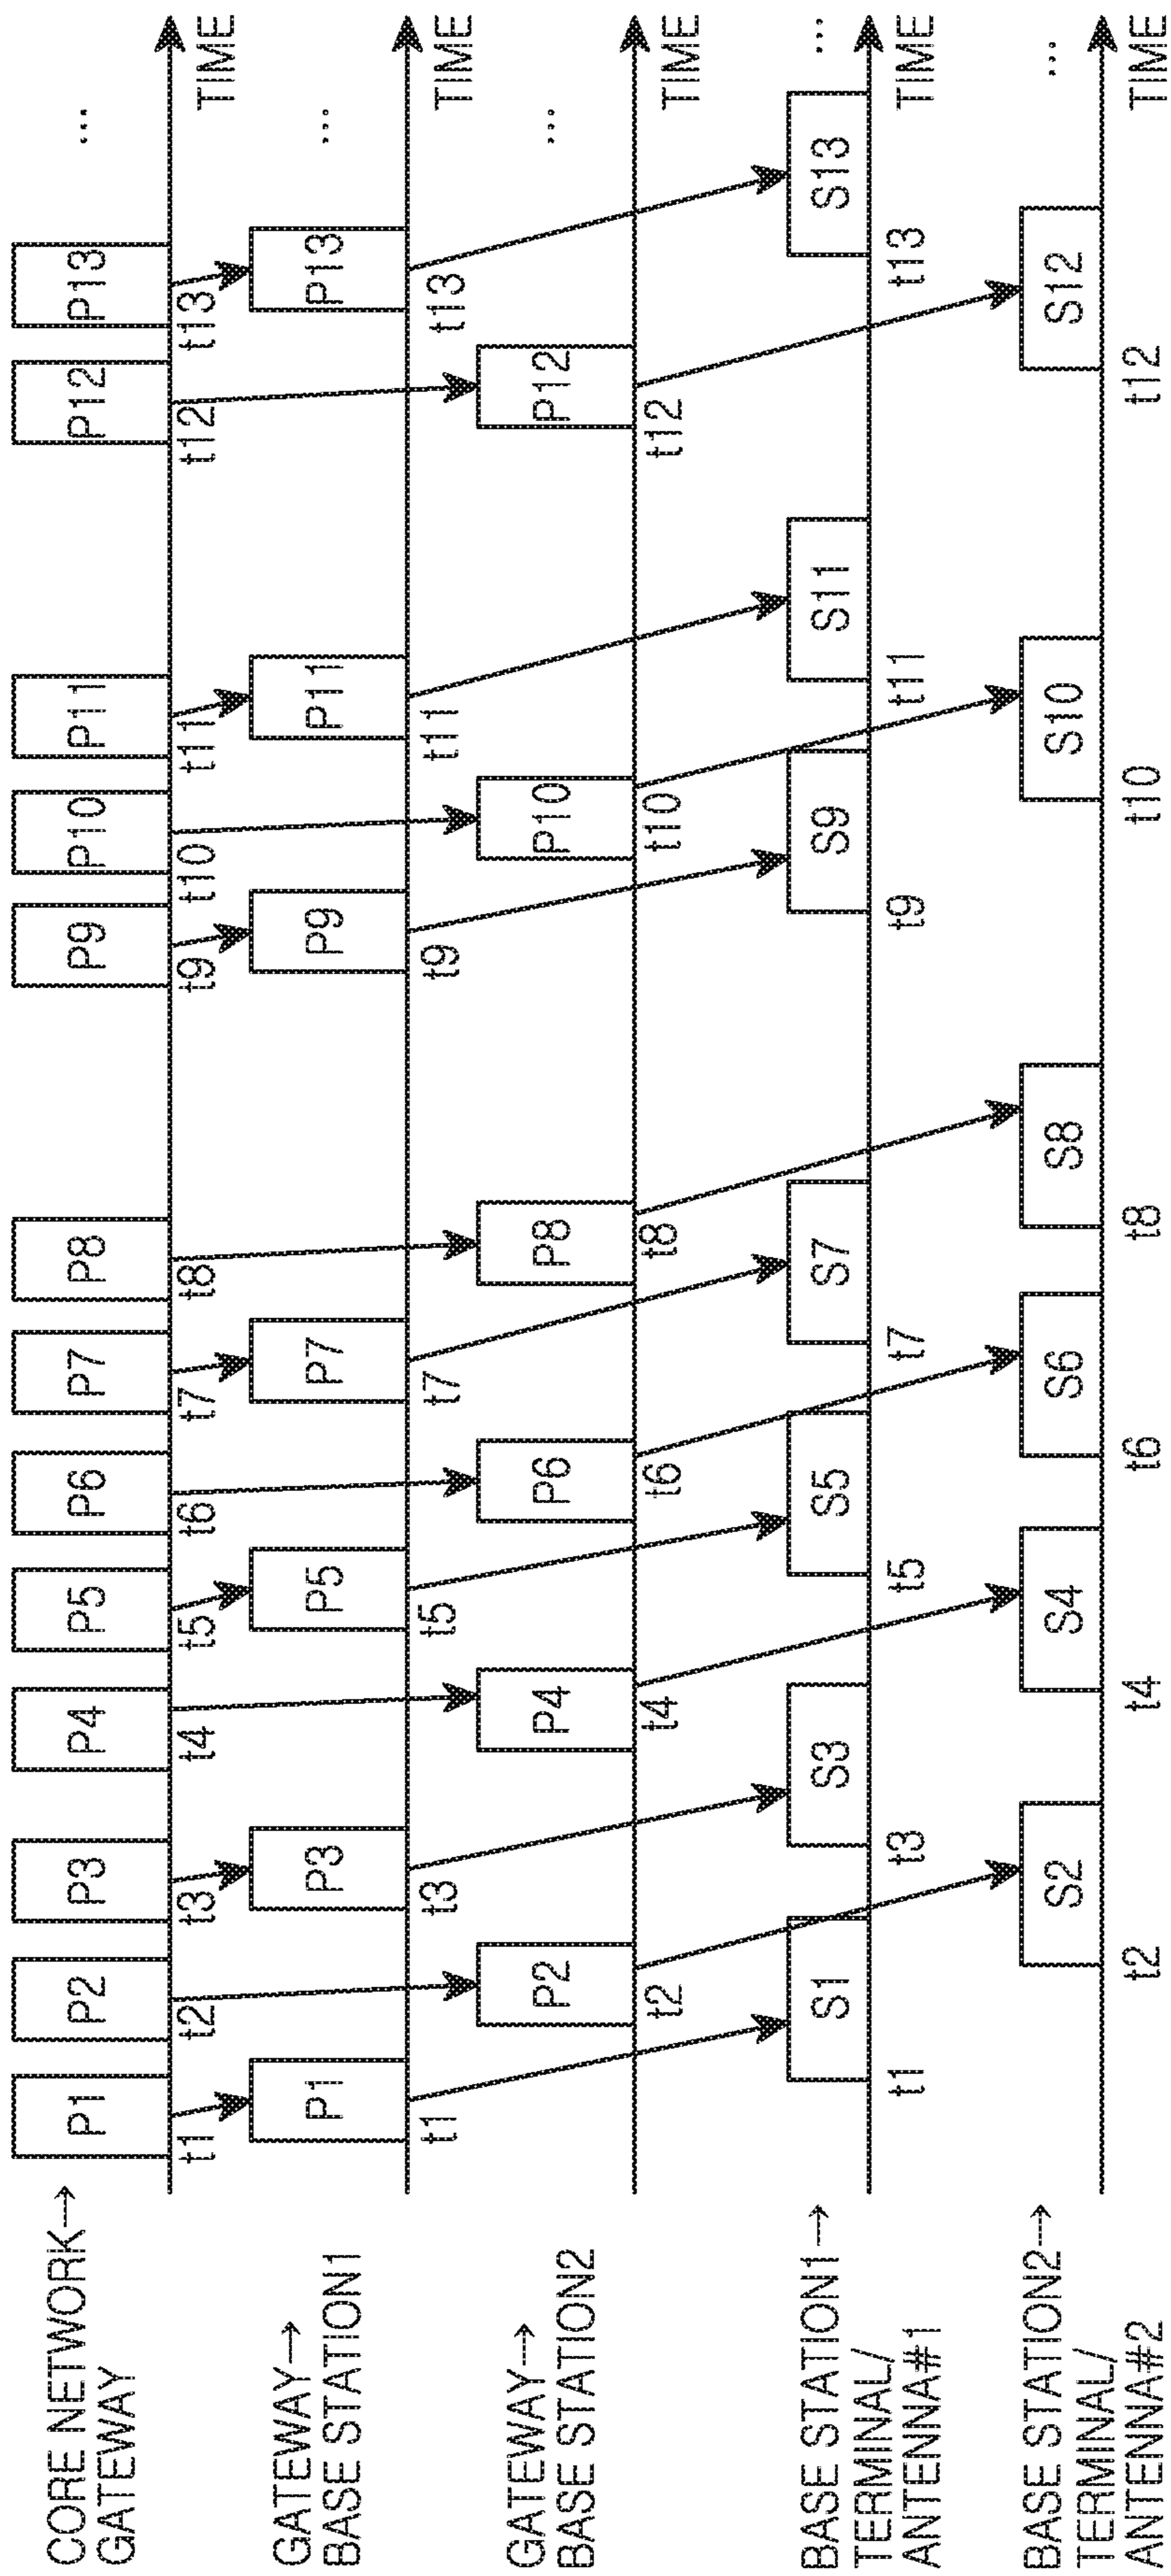 CORE NETWORK→
GATEWAY
P1
P2
P3
P4
P5
P6
P7
P8
P9
P10
P11
P12
P13
...
t1
t2
t3
t4
t5
t6
t7
t8
t9
t10
t11
t12
t13
TIME
GATEWAY→
BASE STATION1
P1
P3
P5
P7
P9
P11
P13
...
t1
t3
t5
t7
t9
t11
t13
TIME
GATEWAY→
BASE STATION2
P2
P4
P6
P8
P10
P12
...
t2
t4
t6
t8
t10
t12
TIME
BASE STATION1→
TERMINAL/
ANTENNA#1
S1
S3
S5
S7
S9
S11
S13
...
t1
t3
t5
t7
t9
t11
t13
TIME
BASE STATION2→
TERMINAL/
ANTENNA#2
S2
S4
S6
S8
S10
S12
...
t2
t4
t6
t8
t10
t12
TIME